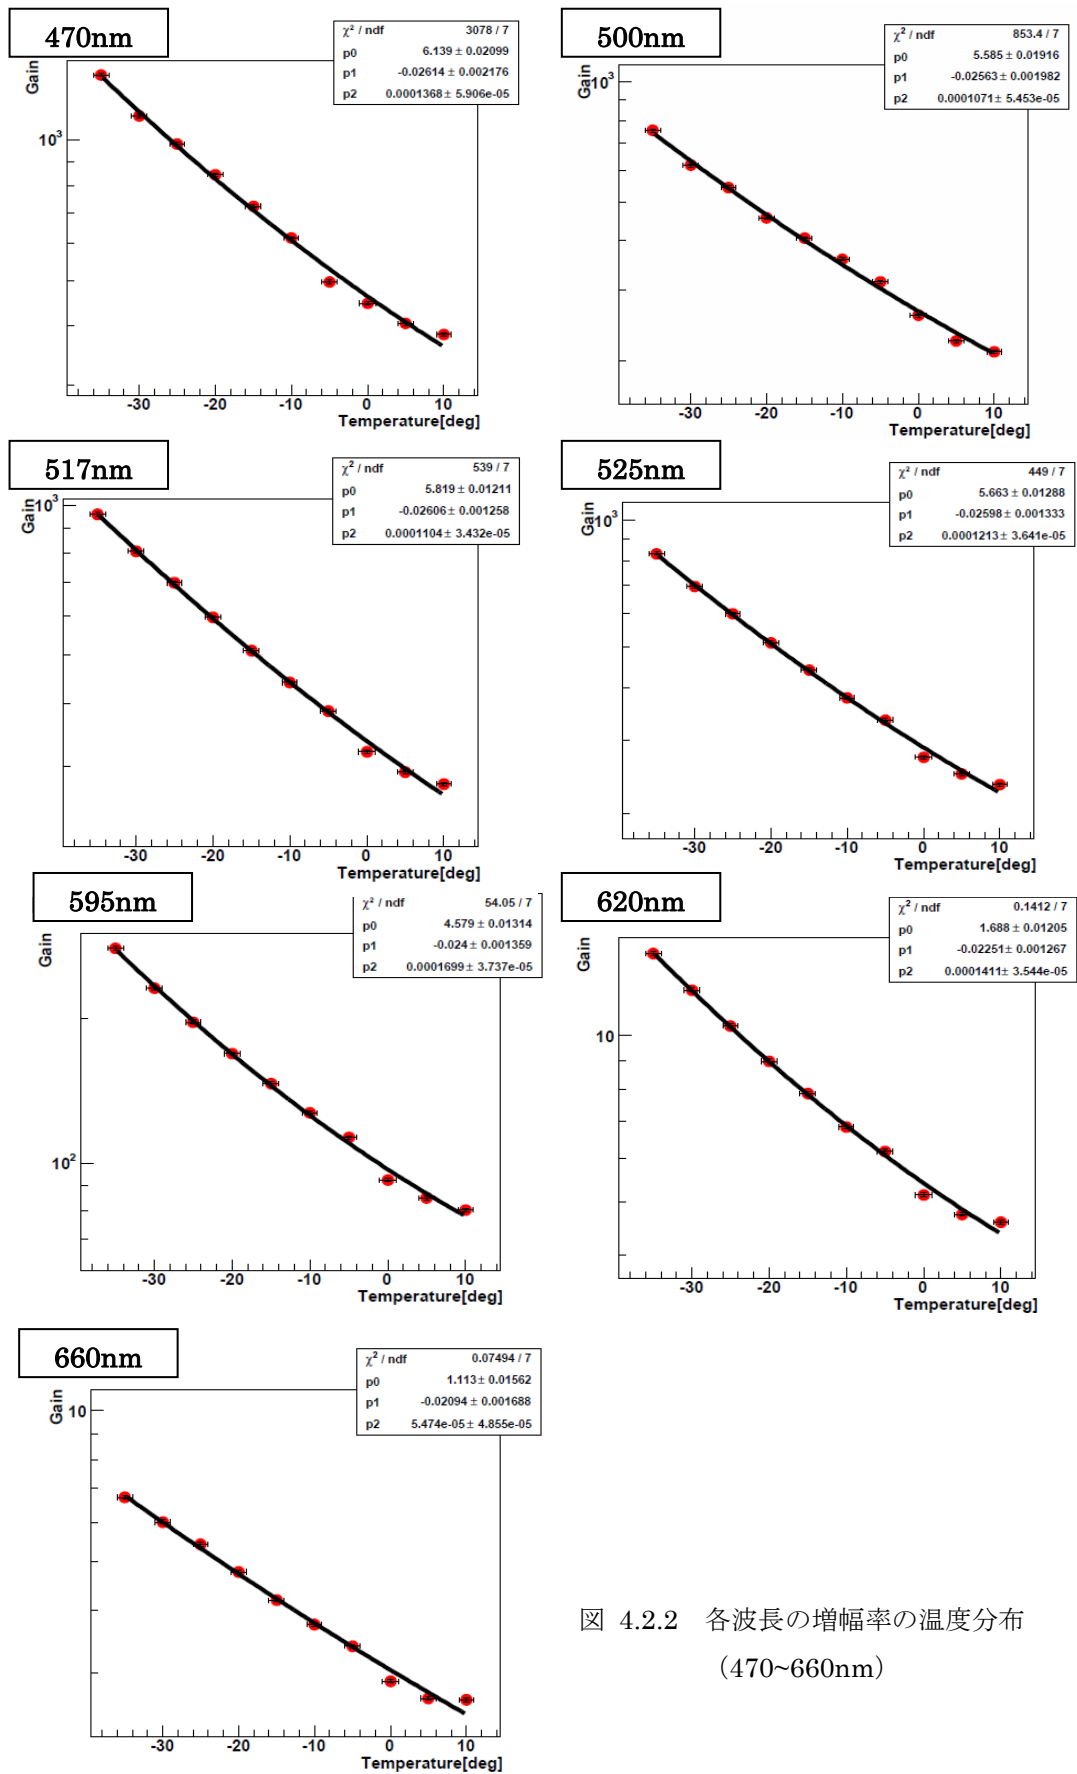 470nm
χ² / ndf 3078 / 7
p0 6.139 ± 0.02099
p1 -0.02614 ± 0.002176
p2 0.0001368 ± 5.906e-05
Gain
10³
-30 -20 -10 0 10
Temperature[deg]
500nm
χ² / ndf 853.4 / 7
p0 5.585 ± 0.01916
p1 -0.02563 ± 0.001982
p2 0.0001071 ± 5.453e-05
Gain
10³
-30 -20 -10 0 10
Temperature[deg]
517nm
χ² / ndf 539 / 7
p0 5.819 ± 0.01211
p1 -0.02606 ± 0.001258
p2 0.0001104 ± 3.432e-05
Gain
10³
-30 -20 -10 0 10
Temperature[deg]
525nm
χ² / ndf 449 / 7
p0 5.663 ± 0.01288
p1 -0.02598 ± 0.001333
p2 0.0001213 ± 3.641e-05
Gain
10³
-30 -20 -10 0 10
Temperature[deg]
595nm
χ² / ndf 54.05 / 7
p0 4.579 ± 0.01314
p1 -0.024 ± 0.001359
p2 0.0001699 ± 3.737e-05
Gain
10²
-30 -20 -10 0 10
Temperature[deg]
620nm
χ² / ndf 0.1412 / 7
p0 1.688 ± 0.01205
p1 -0.02251 ± 0.001267
p2 0.0001411 ± 3.544e-05
Gain
10
-30 -20 -10 0 10
Temperature[deg]
660nm
χ² / ndf 0.07494 / 7
p0 1.113 ± 0.01562
p1 -0.02094 ± 0.001688
p2 5.474e-05 ± 4.855e-05
Gain
10
-30 -20 -10 0 10
Temperature[deg]
図 4.2.2 各波長の増幅率の温度分布
（470~660nm）